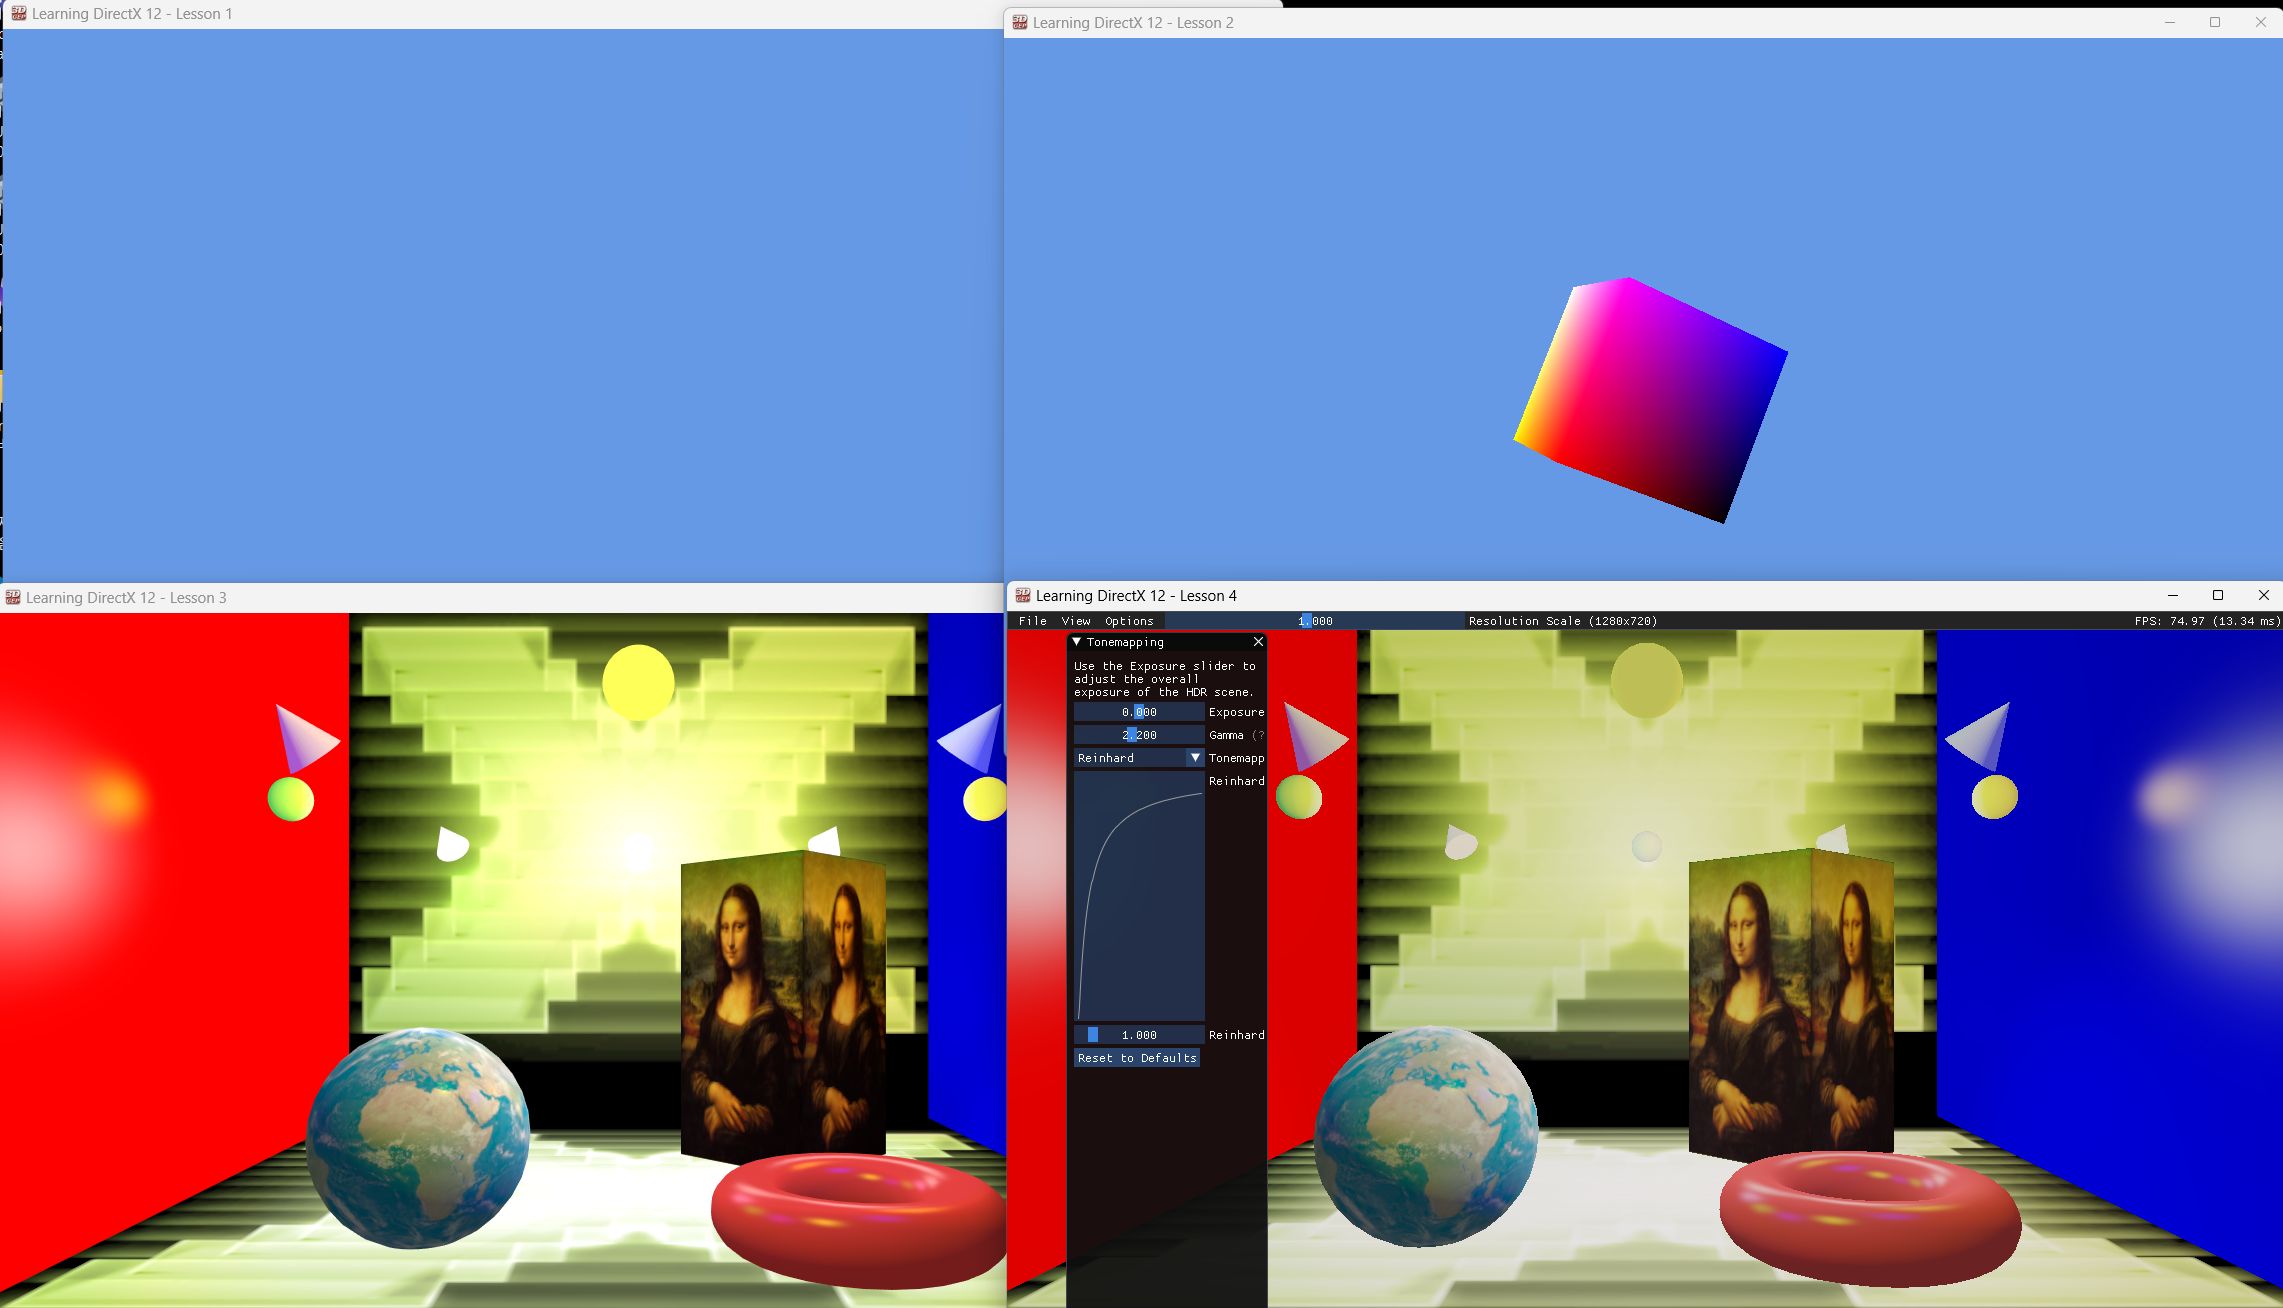 Learning DirectX 12 - Lesson 1
Learning DirectX 12 - Lesson 2
Learning DirectX 12 - Lesson 3
Learning DirectX 12 - Lesson 4
File View Options 1.000 Resolution Scale (1280x720) FPS: 74.97 (13.34 ms)
Tonemapping
Use the Exposure slider to
adjust the overall
exposure of the HDR scene.
0.000 Exposure
2.200 Gamma (?
Reinhard Tonemapp
Reinhard
1.000 Reinhard
Reset to Defaults